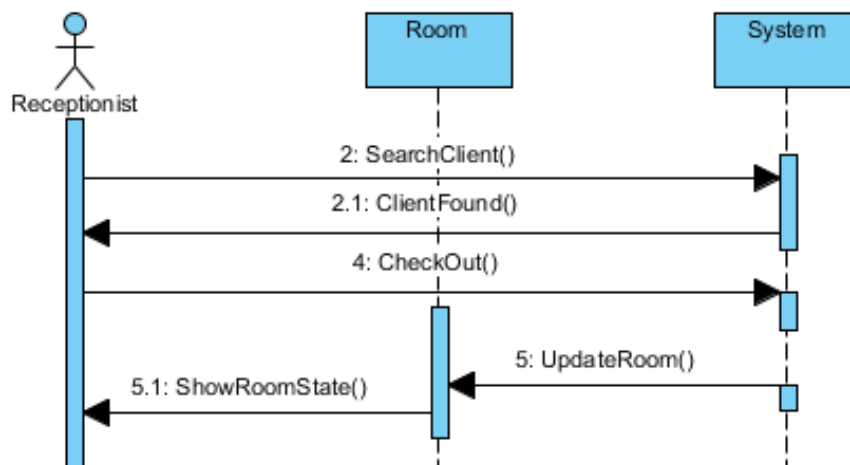 Room
System
Receptionist
2: SearchClient()
2.1: ClientFound()
4: CheckOut()
5: UpdateRoom()
5.1: ShowRoomState()